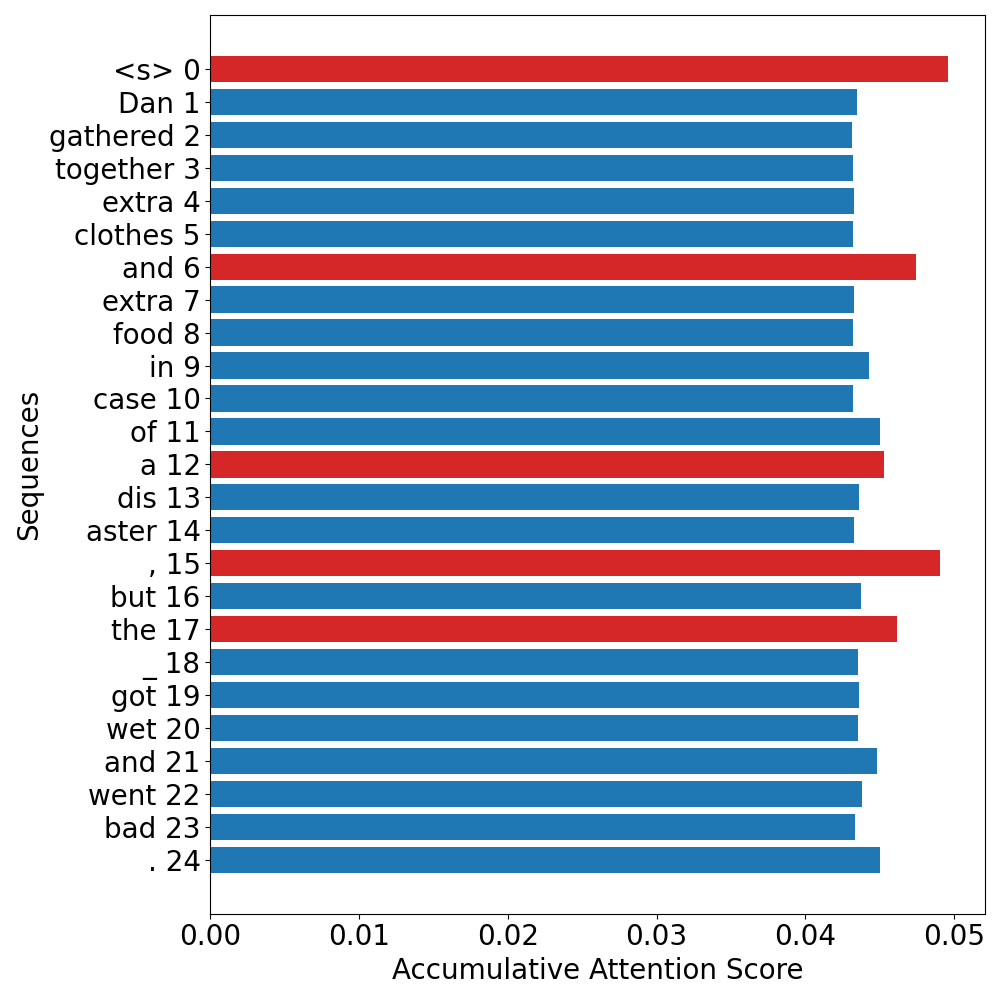 <s> 0
Dan 1
gathered 2
together 3
extra 4
clothes 5
and 6
extra 7
food 8
in 9
case 10
of 11
a 12
dis 13
aster 14
, 15
but 16
the 17
_ 18
got 19
wet 20
and 21
went 22
bad 23
. 24
Sequences
0.00 0.01 0.02 0.03 0.04 0.05
Accumulative Attention Score